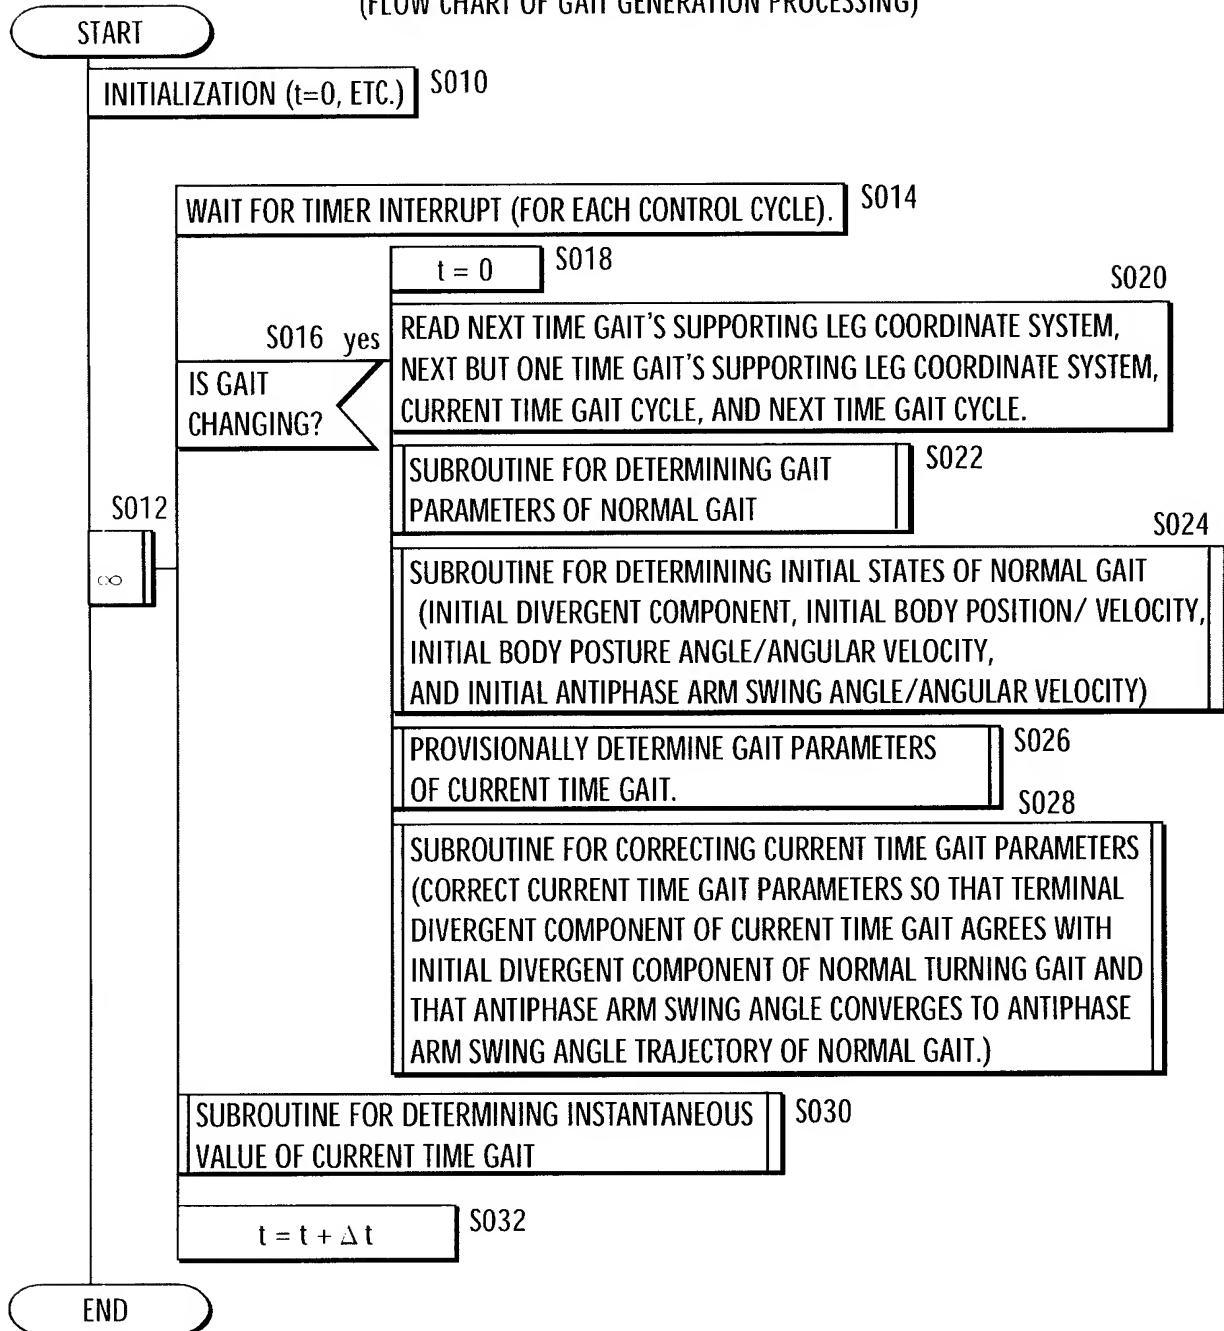 (FLOW CHART OF GAIT GENERATION PROCESSING)
START
INITIALIZATION (t=0, ETC.) S010
WAIT FOR TIMER INTERRUPT (FOR EACH CONTROL CYCLE). S014
t = 0 S018
S020
READ NEXT TIME GAIT'S SUPPORTING LEG COORDINATE SYSTEM,
NEXT BUT ONE TIME GAIT'S SUPPORTING LEG COORDINATE SYSTEM,
CURRENT TIME GAIT CYCLE, AND NEXT TIME GAIT CYCLE.
S016 yes
IS GAIT
CHANGING?
SUBROUTINE FOR DETERMINING GAIT S022
PARAMETERS OF NORMAL GAIT
S012
∞
S024
SUBROUTINE FOR DETERMINING INITIAL STATES OF NORMAL GAIT
(INITIAL DIVERGENT COMPONENT, INITIAL BODY POSITION/ VELOCITY,
INITIAL BODY POSTURE ANGLE/ANGULAR VELOCITY,
AND INITIAL ANTIPHASE ARM SWING ANGLE/ANGULAR VELOCITY)
PROVISIONALLY DETERMINE GAIT PARAMETERS S026
OF CURRENT TIME GAIT.
S028
SUBROUTINE FOR CORRECTING CURRENT TIME GAIT PARAMETERS
(CORRECT CURRENT TIME GAIT PARAMETERS SO THAT TERMINAL
DIVERGENT COMPONENT OF CURRENT TIME GAIT AGREES WITH
INITIAL DIVERGENT COMPONENT OF NORMAL TURNING GAIT AND
THAT ANTIPHASE ARM SWING ANGLE CONVERGES TO ANTIPHASE
ARM SWING ANGLE TRAJECTORY OF NORMAL GAIT.)
SUBROUTINE FOR DETERMINING INSTANTANEOUS S030
VALUE OF CURRENT TIME GAIT
t = t + Δ t S032
END